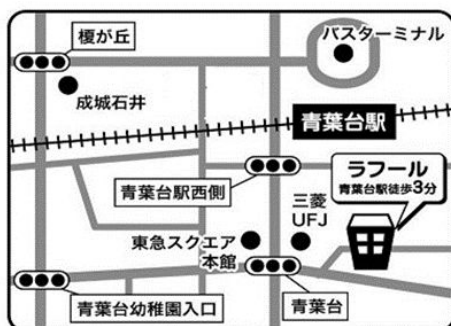 榎が丘
バスターミナル
成城石井
青葉台駅
ラフール
青葉台駅徒歩3分
青葉台駅西側
三菱
UFJ
東急スクエア
本館
青葉台幼稚園入口
青葉台